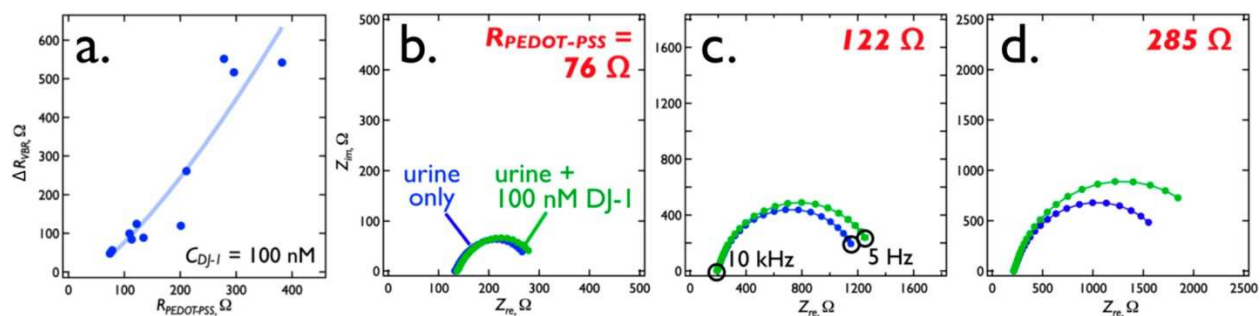 a.
600
500
400
300
200
100
0
ΔR_VBR, Ω
0 100 200 300 400
R_PEDOT-PSS, Ω
C_DJ-1 = 100 nM
b.
R_PEDOT-PSS =
76 Ω
500
400
300
200
100
0
Z_im, Ω
urine
only
urine +
100 nM DJ-1
0 100 200 300 400 500
Z_re, Ω
c.
122 Ω
1600
1200
800
400
0
10 kHz
5 Hz
400 800 1200 1600
Z_re, Ω
d.
285 Ω
2500
2000
1500
1000
500
0
0 500 1000 1500 2000 2500
Z_re, Ω